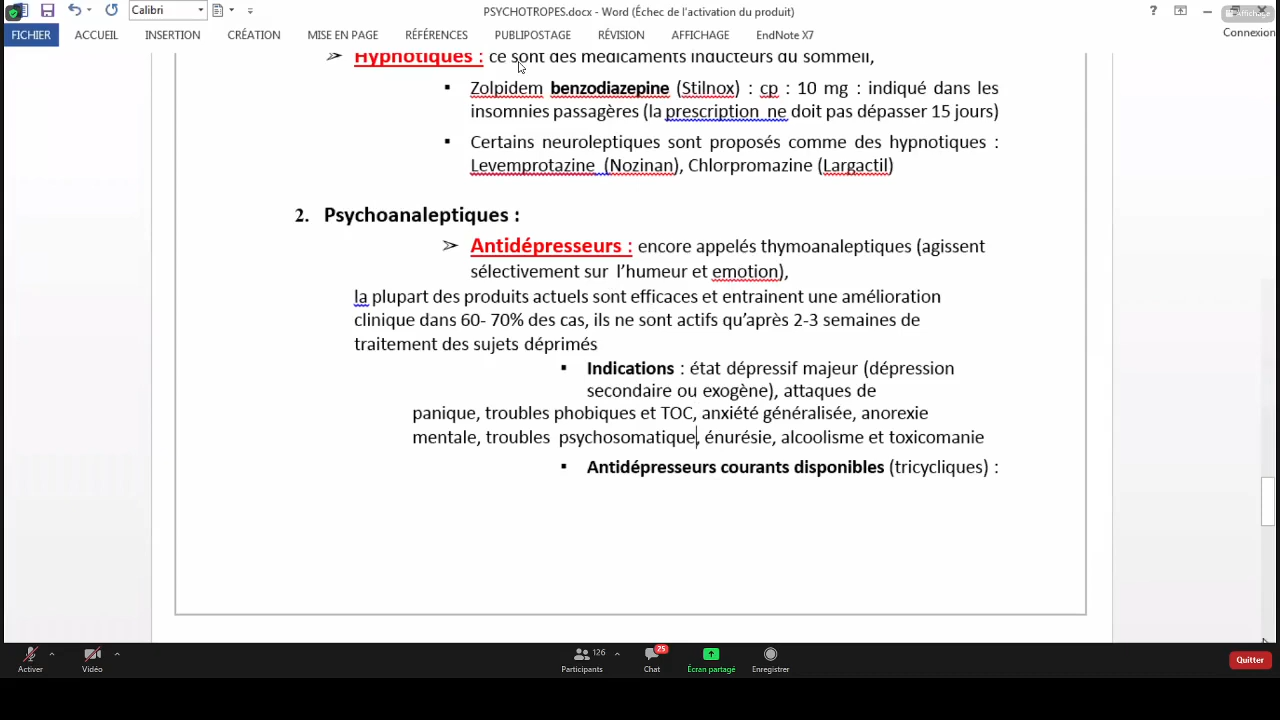 PSYCHOTROPES.docx - Word (Échec de l'activation du produit)
Calibri
?
Affichage
FICHIER ACCUEIL INSERTION CRÉATION MISE EN PAGE RÉFÉRENCES PUBLIPOSTAGE RÉVISION AFFICHAGE EndNote X7
Connexion
➢ Hypnotiques : ce sont des médicaments inducteurs du sommeil,
▪ Zolpidem benzodiazepine (Stilnox) : cp : 10 mg : indiqué dans les
insomnies passagères (la prescription ne doit pas dépasser 15 jours)
▪ Certains neuroleptiques sont proposés comme des hypnotiques :
Levemprotazine (Nozinan), Chlorpromazine (Largactil)
2. Psychoanaleptiques :
➢ Antidépresseurs : encore appelés thymoanaleptiques (agissent
sélectivement sur l'humeur et emotion),
la plupart des produits actuels sont efficaces et entrainent une amélioration
clinique dans 60- 70% des cas, ils ne sont actifs qu'après 2-3 semaines de
traitement des sujets déprimés
▪ Indications : état dépressif majeur (dépression
secondaire ou exogène), attaques de
panique, troubles phobiques et TOC, anxiété généralisée, anorexie
mentale, troubles psychosomatique, énurésie, alcoolisme et toxicomanie
▪ Antidépresseurs courants disponibles (tricycliques) :
126
25
Activer Vidéo Participants Chat Écran partagé Enregistrer Quitter